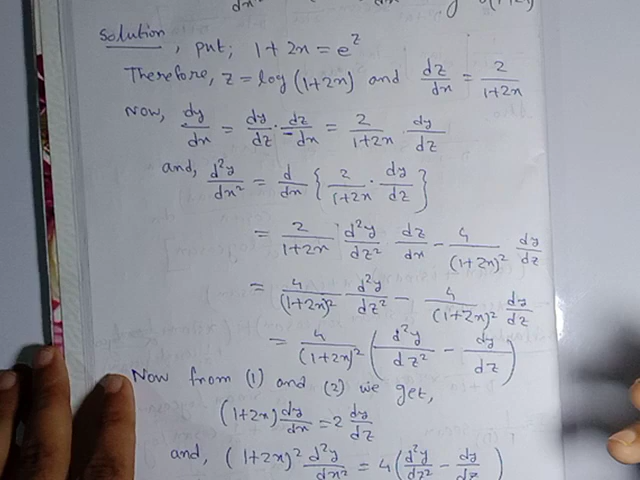 Solution, put; 1+2x = e^z
Therefore, z = log(1+2x) and dz/dx = 2/(1+2x)
Now, dy/dx = dy/dz · dz/dx = 2/(1+2x) · dy/dz
and, d²y/dx² = d/dx { 2/(1+2x) · dy/dz }
= 2/(1+2x) d²y/dz² dz/dx - 4/(1+2x)² dy/dz
= 4/(1+2x)² d²y/dz² - 4/(1+2x)² dy/dz
= 4/(1+2x)² ( d²y/dz² - dy/dz )
Now from (1) and (2) we get,
(1+2x) dy/dx = 2 dy/dz
and, (1+2x)² d²y/dx² = 4 ( d²y/dz² - dy/dz )